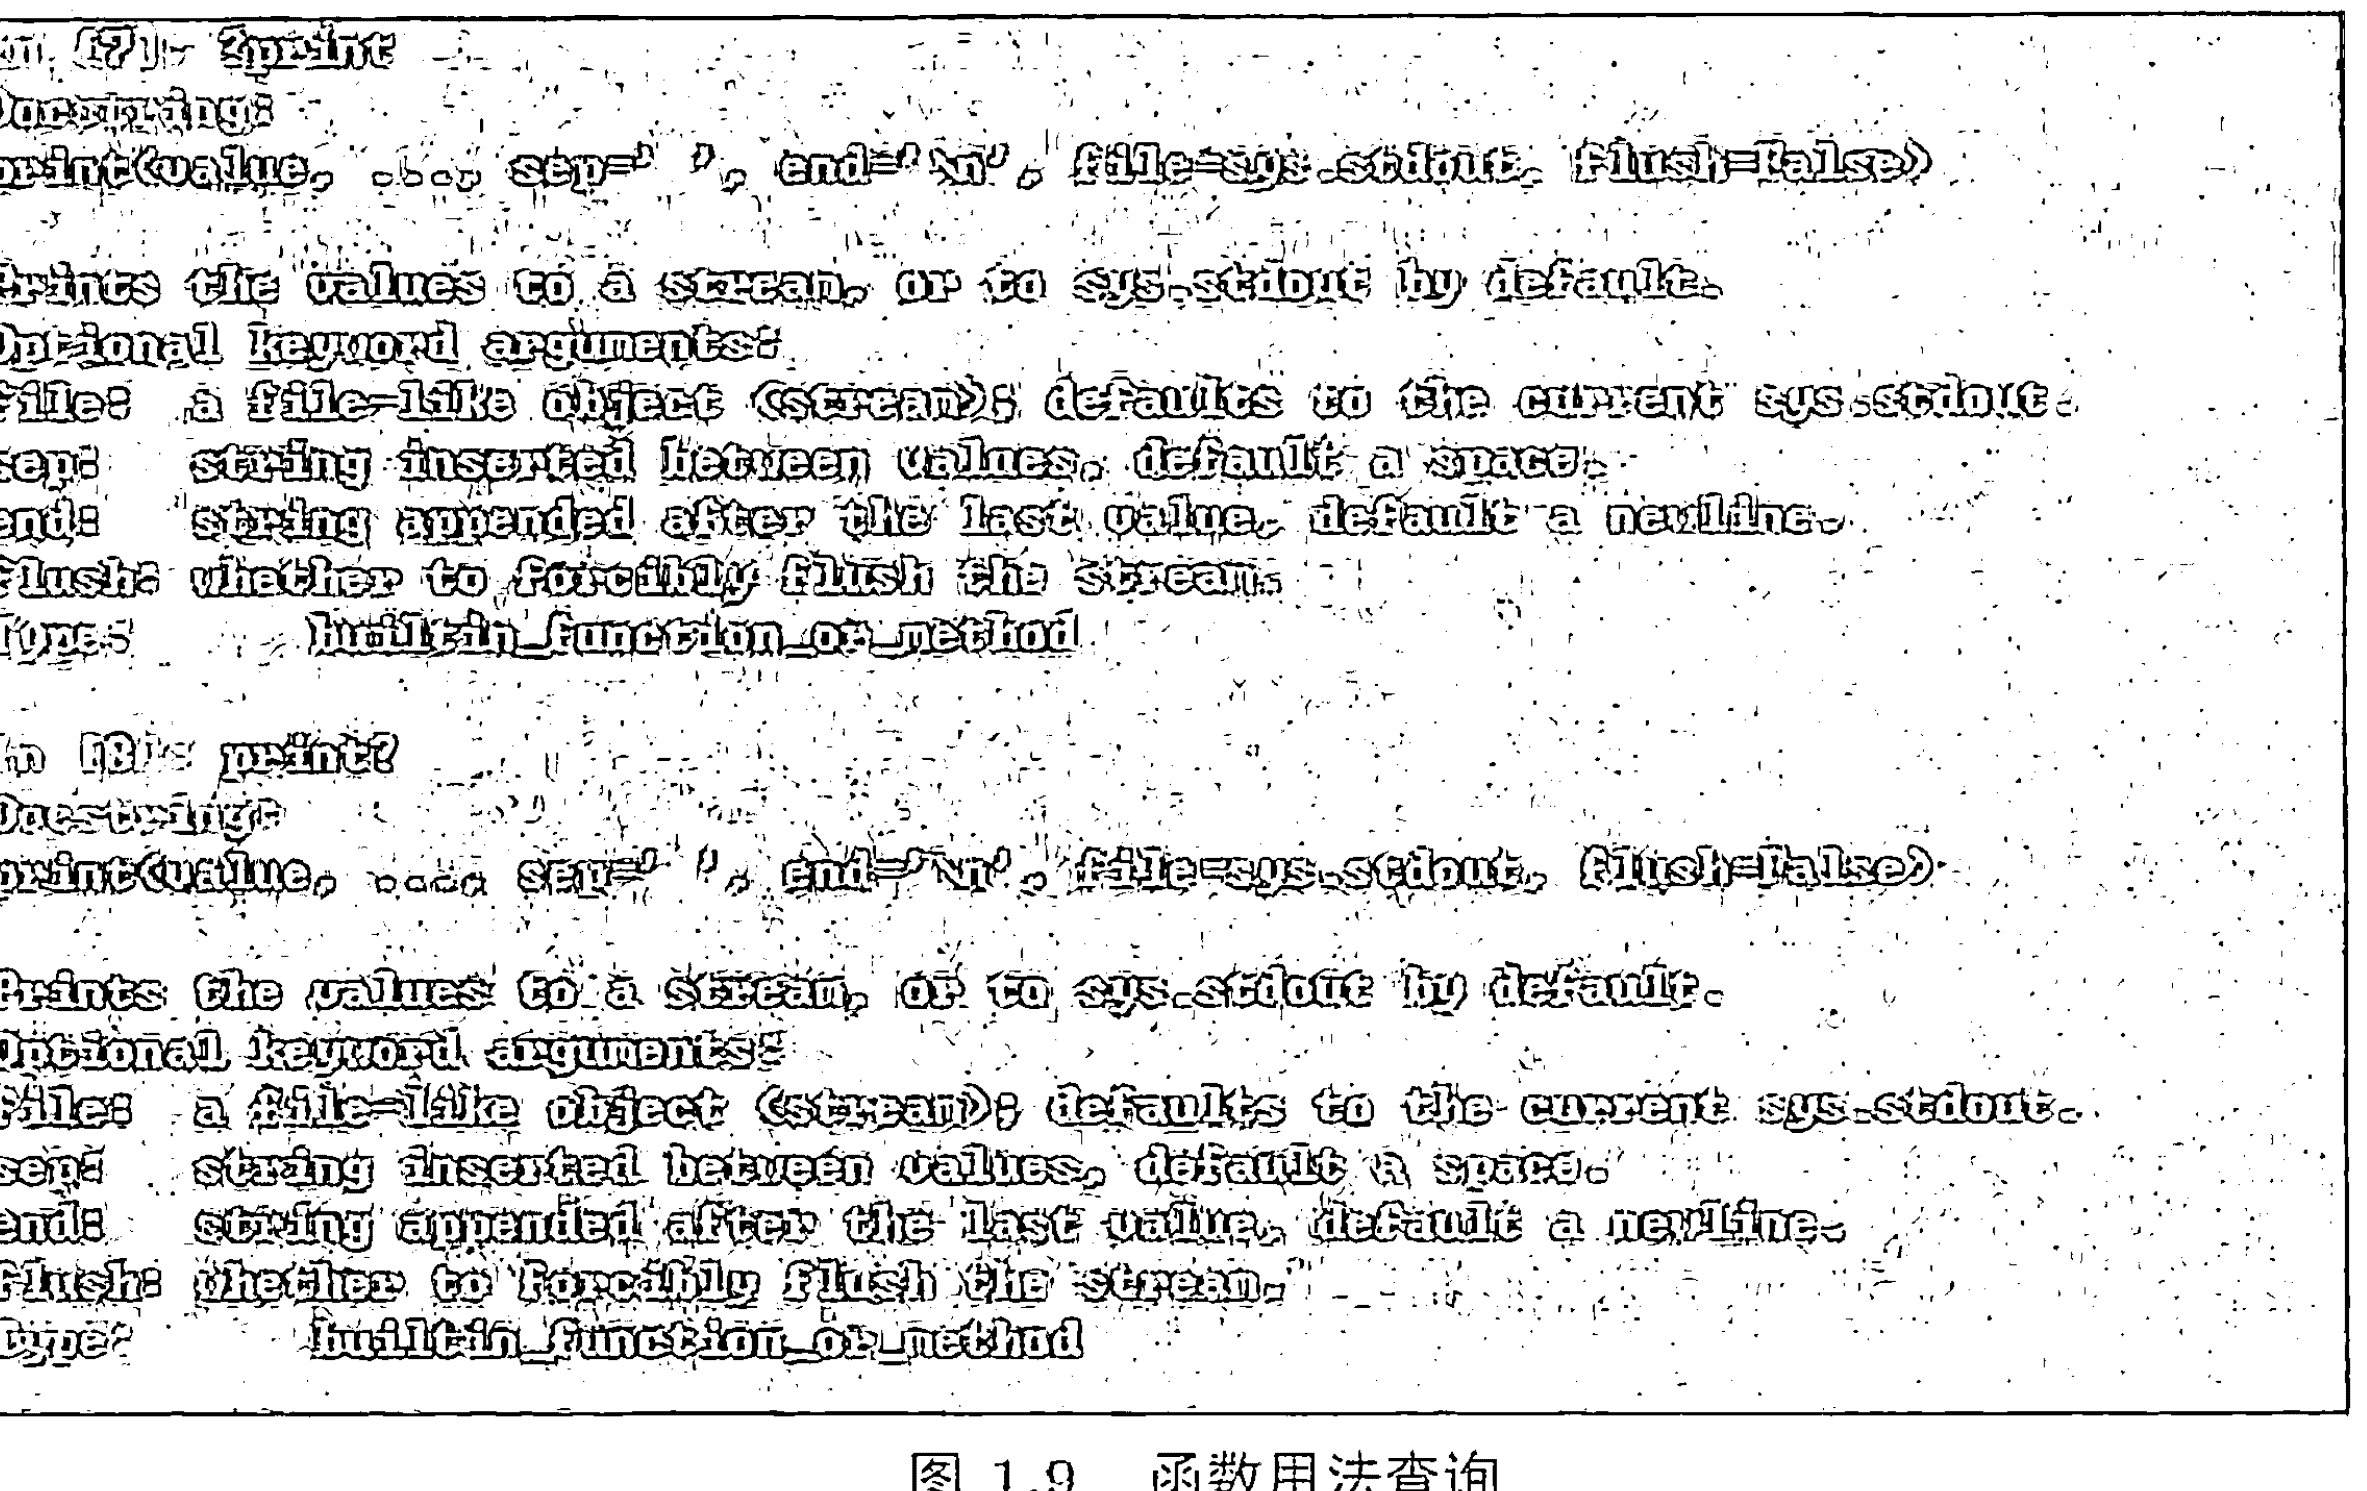 In [7]: ?print
Docstring:
print(value, ..., sep=' ', end='\n', file=sys.stdout, flush=False)
Prints the values to a stream, or to sys.stdout by default.
Optional keyword arguments:
file:  a file-like object (stream); defaults to the current sys.stdout.
sep:   string inserted between values, default a space.
end:   string appended after the last value, default a newline.
flush: whether to forcibly flush the stream.
Type:      builtin_function_or_method
In [8]: print?
Docstring:
print(value, ..., sep=' ', end='\n', file=sys.stdout, flush=False)
Prints the values to a stream, or to sys.stdout by default.
Optional keyword arguments:
file:  a file-like object (stream); defaults to the current sys.stdout.
sep:   string inserted between values, default a space.
end:   string appended after the last value, default a newline.
flush: whether to forcibly flush the stream.
Type:      builtin_function_or_method
图 1.9 函数用法查询